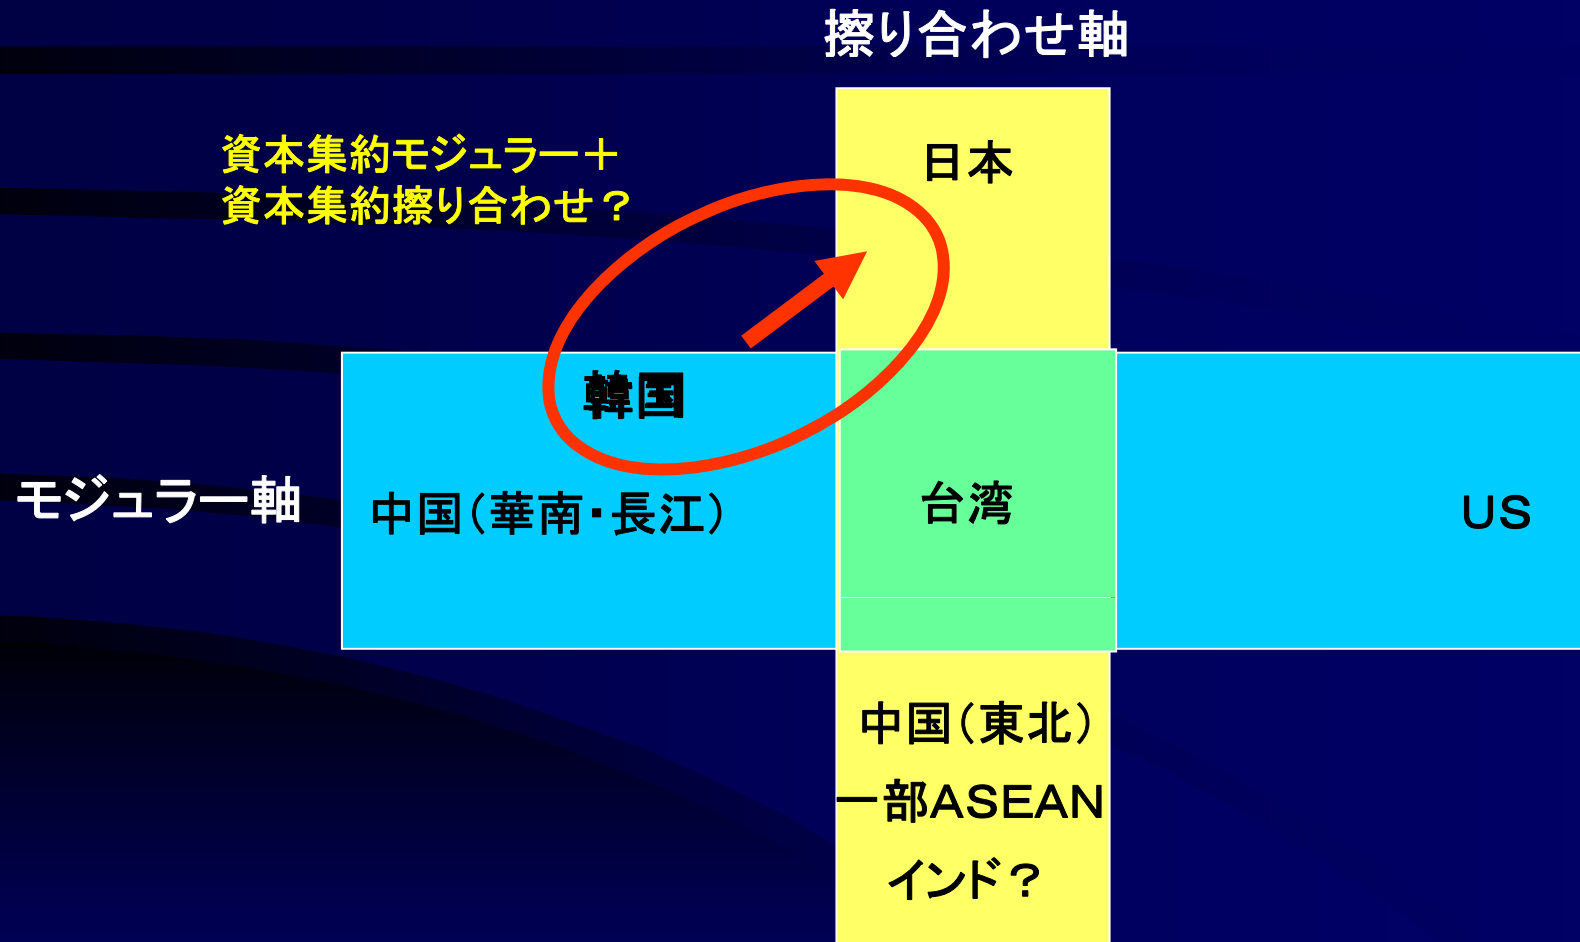 擦り合わせ軸
資本集約モジュラー＋
資本集約擦り合わせ？
日本
韓国
モジュラー軸
中国（華南・長江）
台湾
ＵＳ
中国（東北）
一部ＡＳＥＡＮ
インド？